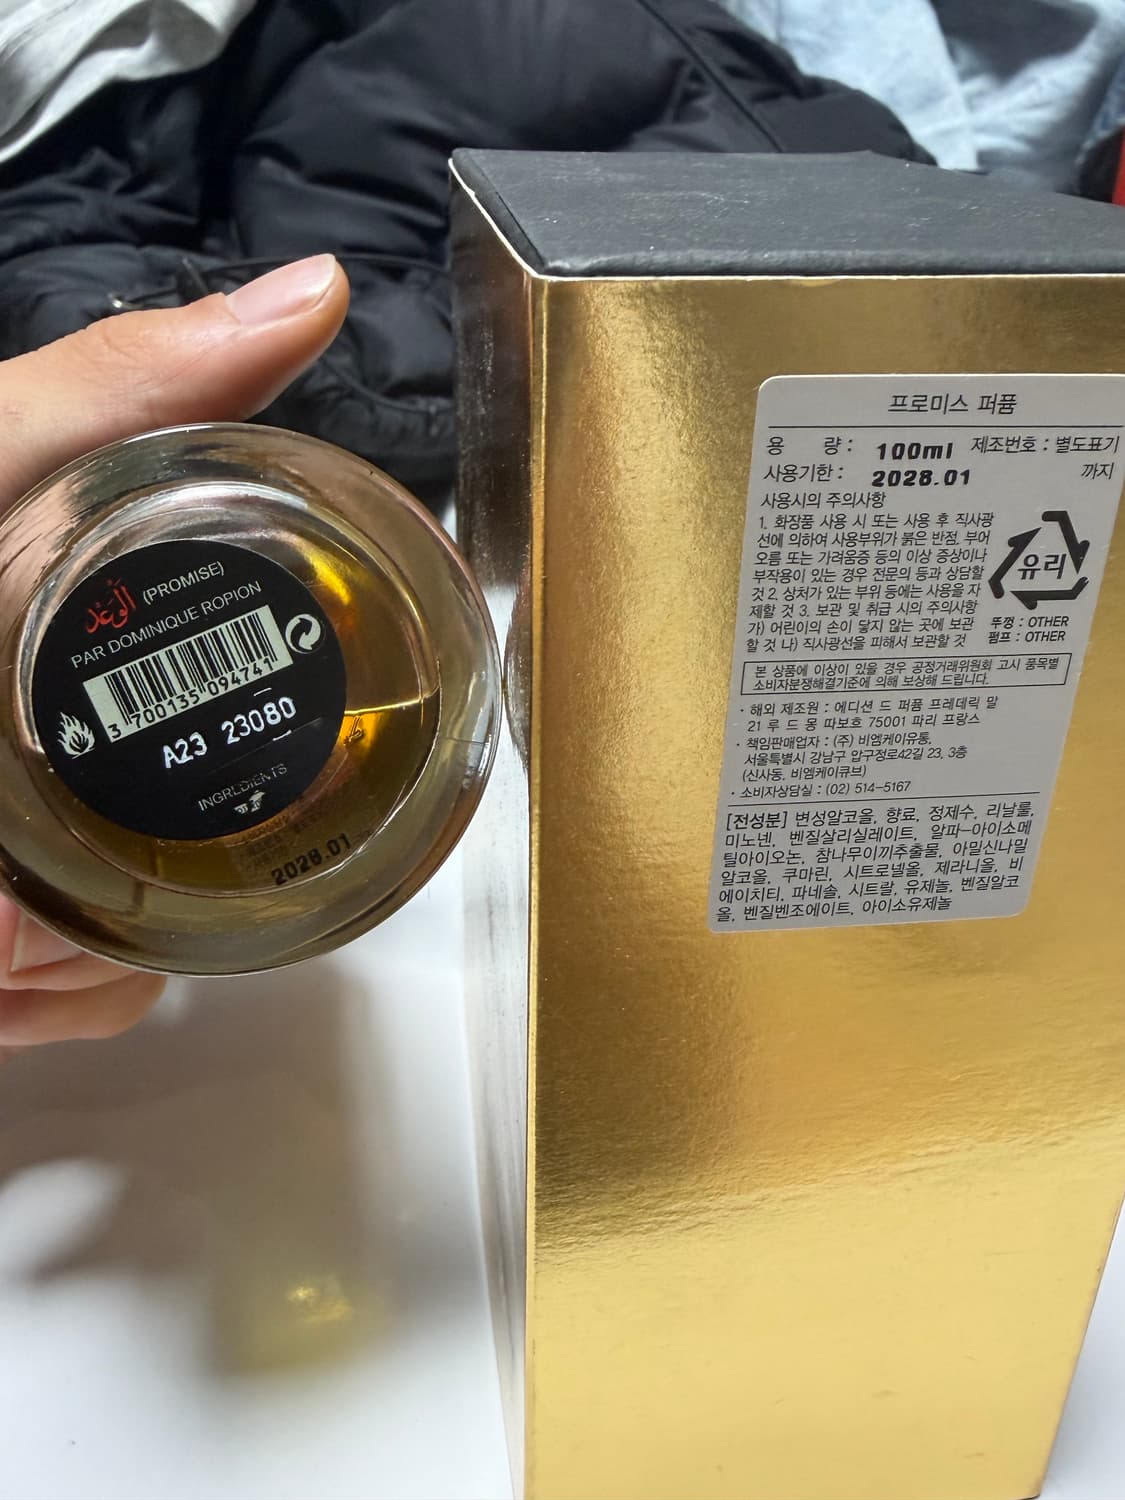 الوعد (PROMISE)
PAR DOMINIQUE ROPION
3 700135 094741
A23 23080
INGREDIENTS
2028.01
프로미스 퍼퓸
용 량 : 100ml 제조번호 : 별도표기
사용기한 : 2028.01 까지
사용시의 주의사항
1. 화장품 사용 시 또는 사용 후 직사광
선에 의하여 사용부위가 붉은 반점, 부어
오름 또는 가려움증 등의 이상 증상이나
부작용이 있는 경우 전문의 등과 상담할
것 2. 상처가 있는 부위 등에는 사용을 자
제할 것 3. 보관 및 취급 시의 주의사항
가) 어린이의 손이 닿지 않는 곳에 보관
할 것 나) 직사광선을 피해서 보관할 것
유리
뚜껑 : OTHER
펌프 : OTHER
본 상품에 이상이 있을 경우 공정거래위원회 고시 품목별
소비자분쟁해결기준에 의해 보상해 드립니다.
· 해외 제조원 : 에디션 드 퍼퓸 프레데릭 말
21 루 드 몽 따보흐 75001 파리 프랑스
· 책임판매업자 : (주) 비엠케이유통,
서울특별시 강남구 압구정로42길 23, 3층
(신사동, 비엠케이큐브)
· 소비자상담실 : (02) 514-5167
[전성분] 변성알코올, 향료, 정제수, 리날룰,
미노넨, 벤질살리실레이트, 알파-아이소메
틸아이오논, 참나무이끼추출물, 아밀신나밀
알코올, 쿠마린, 시트로넬올, 제라니올, 비
에이치티, 파네솔, 시트랄, 유제놀, 벤질알코
올, 벤질벤조에이트, 아이소유제놀